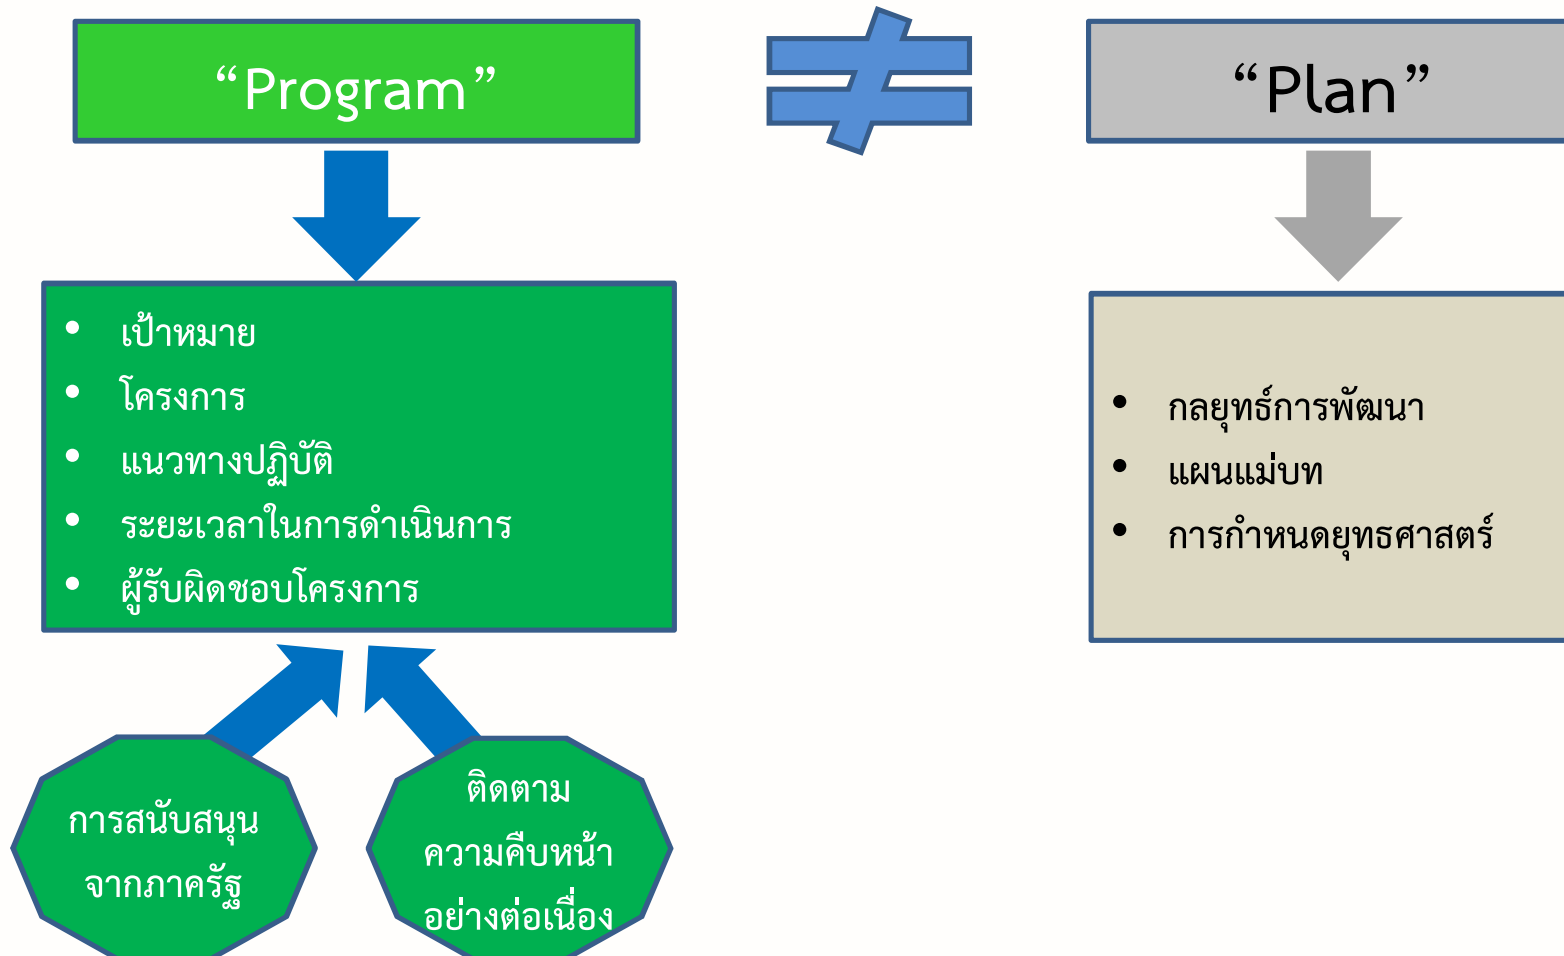 “Program”
“Plan”
• เป้าหมาย
• โครงการ
• แนวทางปฏิบัติ
• ระยะเวลาในการดำเนินการ
• ผู้รับผิดชอบโครงการ
• กลยุทธ์การพัฒนา
• แผนแม่บท
• การกำหนดยุทธศาสตร์
การสนับสนุน
จากภาครัฐ
ติดตาม
ความคืบหน้า
อย่างต่อเนื่อง